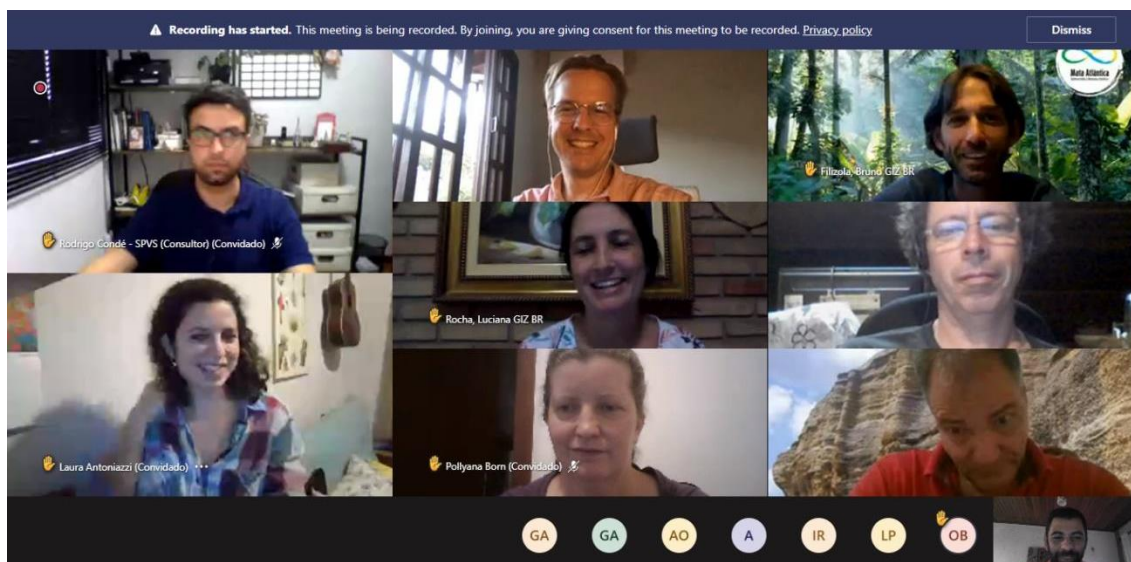 Recording has started. This meeting is being recorded. By joining, you are giving consent for this meeting to be recorded. Privacy policy
Dismiss
Mata Atlântica
Filizola, Bruno GIZ BR
Rodrigo Condé - SPVS (Consultor) (Convidado)
Rocha, Luciana GIZ BR
Laura Antoniazzi (Convidado) ...
Pollyana Born (Convidado)
GA GA AO A IR LP OB